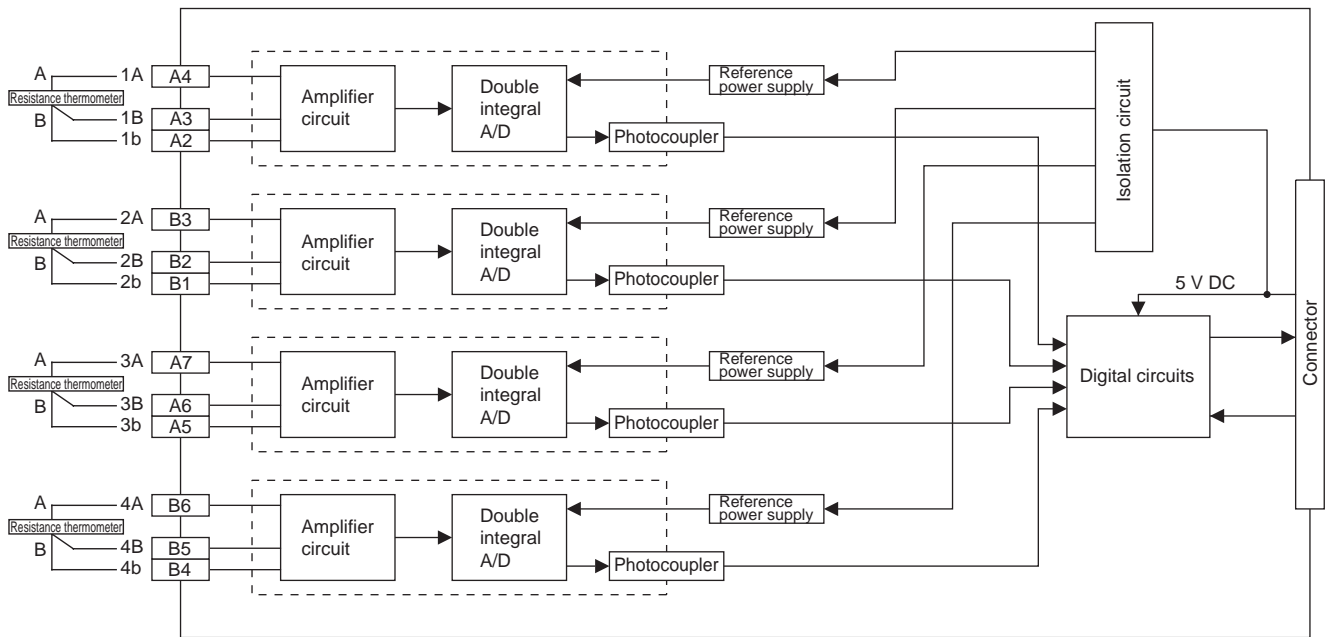 A
1A
A4
Resistance thermometer
B
1B
A3
1b
A2
Amplifier
circuit
Double
integral
A/D
Reference
power supply
Photocoupler
Isolation circuit
A
2A
B3
Resistance thermometer
B
2B
B2
2b
B1
Amplifier
circuit
Double
integral
A/D
Reference
power supply
Photocoupler
5 V DC
A
3A
A7
Resistance thermometer
B
3B
A6
3b
A5
Amplifier
circuit
Double
integral
A/D
Reference
power supply
Photocoupler
Digital circuits
Connector
A
4A
B6
Resistance thermometer
B
4B
B5
4b
B4
Amplifier
circuit
Double
integral
A/D
Reference
power supply
Photocoupler